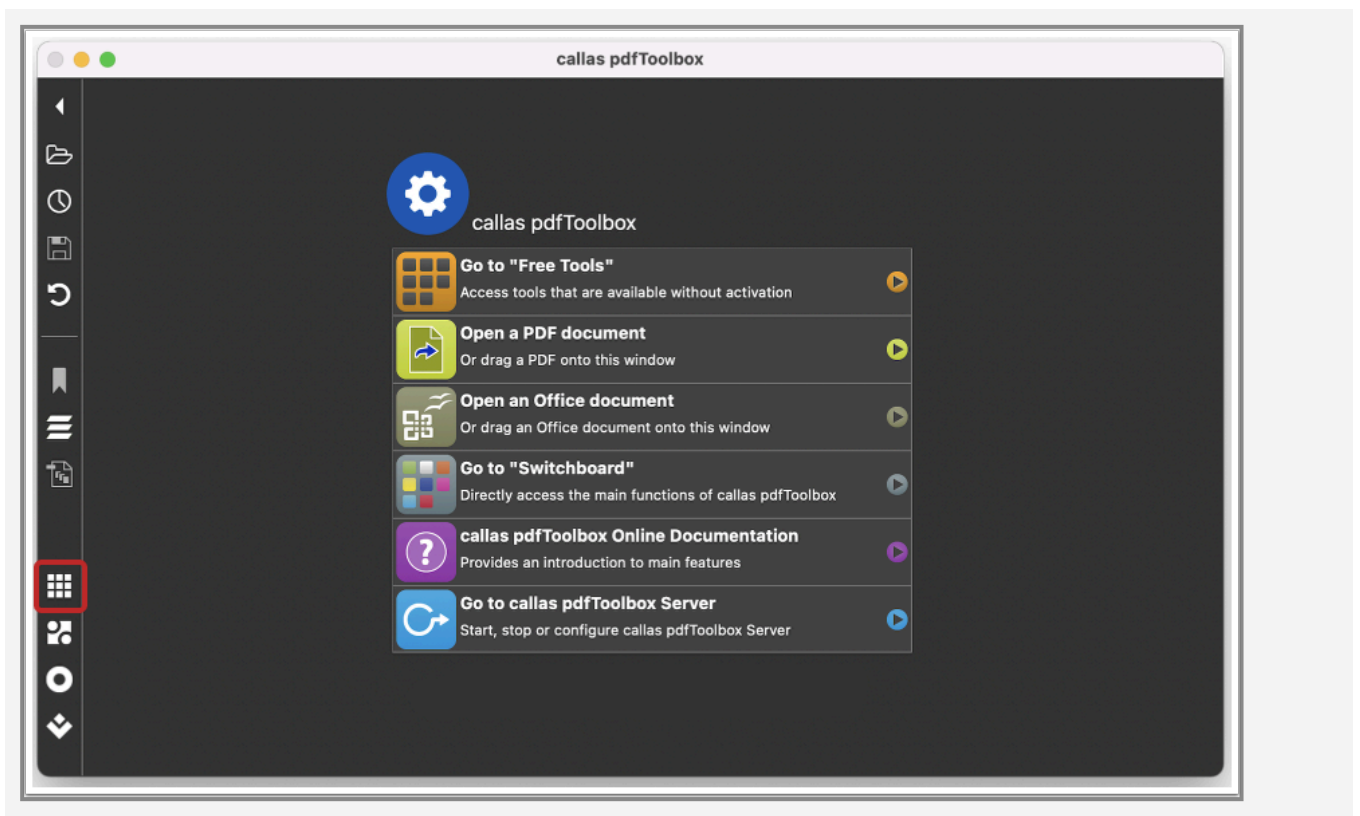 callas pdfToolbox
callas pdfToolbox
Go to "Free Tools"
Access tools that are available without activation
Open a PDF document
Or drag a PDF onto this window
Open an Office document
Or drag an Office document onto this window
Go to "Switchboard"
Directly access the main functions of callas pdfToolbox
callas pdfToolbox Online Documentation
Provides an introduction to main features
Go to callas pdfToolbox Server
Start, stop or configure callas pdfToolbox Server